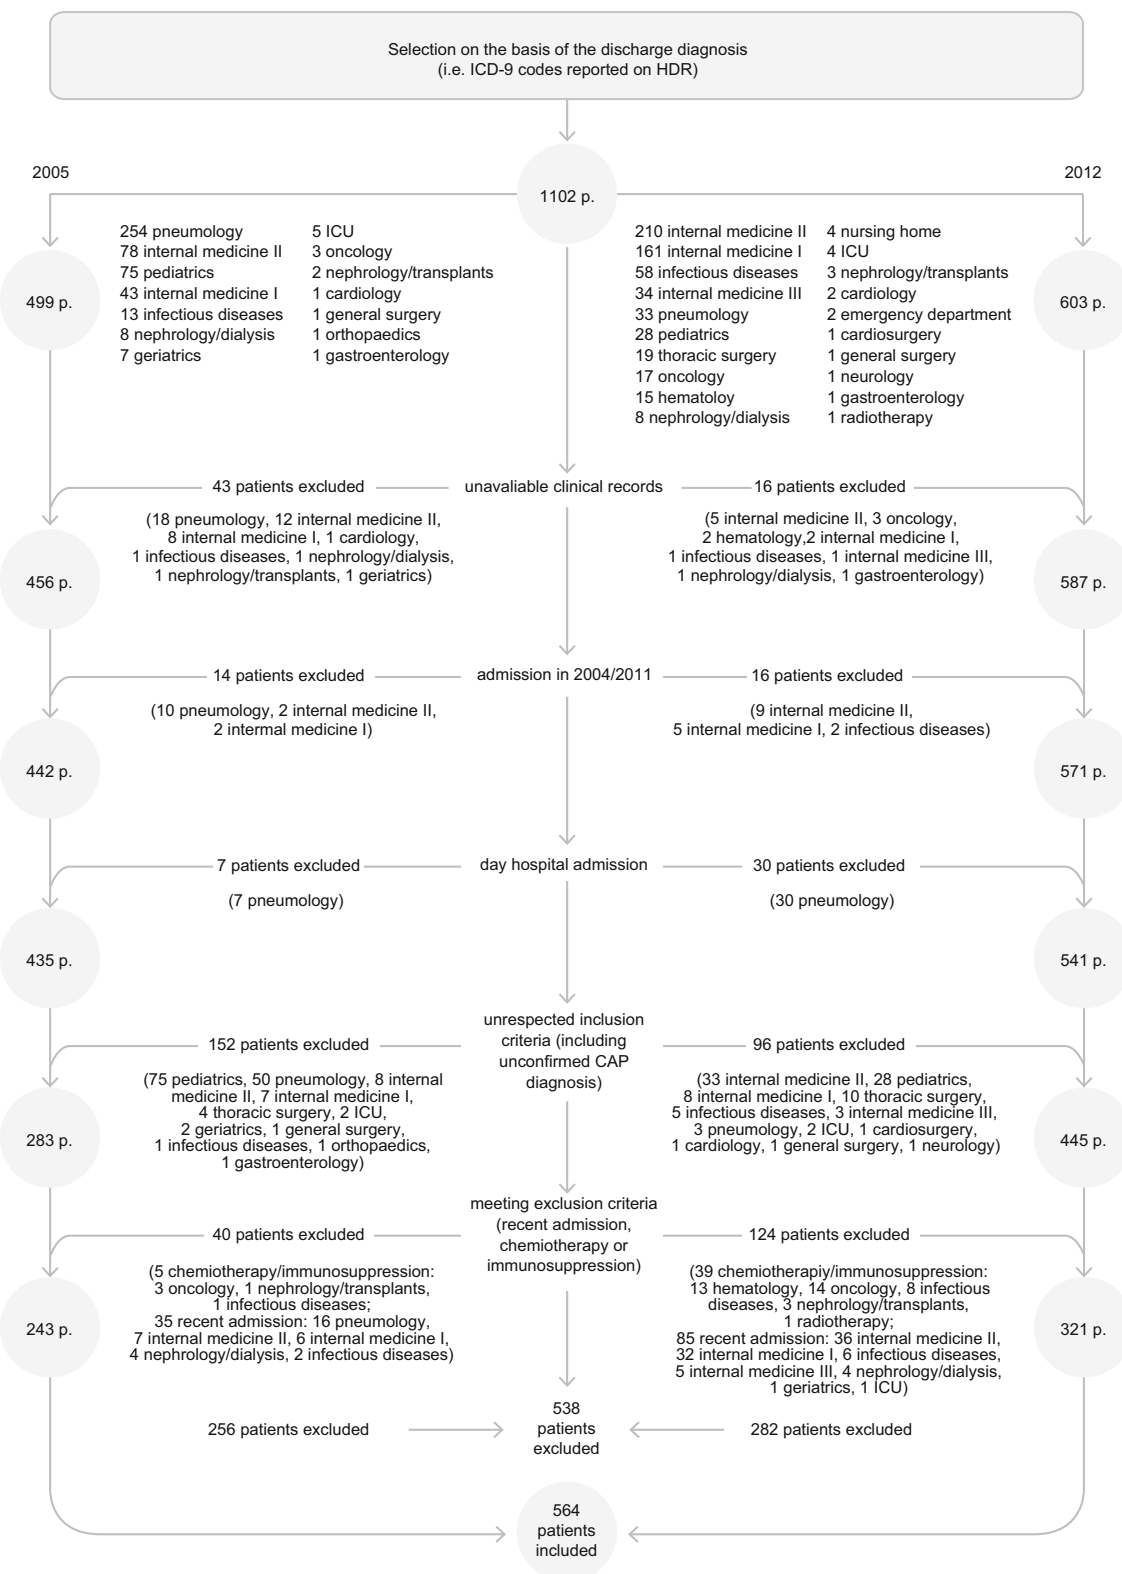 Selection on the basis of the discharge diagnosis
(i.e. ICD-9 codes reported on HDR)
2005
2012
1102 p.
499 p.
254 pneumology
78 internal medicine II
75 pediatrics
43 internal medicine I
13 infectious diseases
8 nephrology/dialysis
7 geriatrics
5 ICU
3 oncology
2 nephrology/transplants
1 cardiology
1 general surgery
1 orthopaedics
1 gastroenterology
210 internal medicine II
161 internal medicine I
58 infectious diseases
34 internal medicine III
33 pneumology
28 pediatrics
19 thoracic surgery
17 oncology
15 hematoloy
8 nephrology/dialysis
4 nursing home
4 ICU
3 nephrology/transplants
2 cardiology
2 emergency department
1 cardiosurgery
1 general surgery
1 neurology
1 gastroenterology
1 radiotherapy
603 p.
43 patients excluded
unavaliable clinical records
16 patients excluded
(18 pneumology, 12 internal medicine II,
8 internal medicine I, 1 cardiology,
1 infectious diseases, 1 nephrology/dialysis,
1 nephrology/transplants, 1 geriatrics)
(5 internal medicine II, 3 oncology,
2 hematology,2 internal medicine I,
1 infectious diseases, 1 internal medicine III,
1 nephrology/dialysis, 1 gastroenterology)
456 p.
587 p.
14 patients excluded
admission in 2004/2011
16 patients excluded
(10 pneumology, 2 internal medicine II,
2 internal medicine I)
(9 internal medicine II,
5 internal medicine I, 2 infectious diseases)
442 p.
571 p.
7 patients excluded
day hospital admission
30 patients excluded
(7 pneumology)
(30 pneumology)
435 p.
541 p.
152 patients excluded
unrespected inclusion
criteria (including
unconfirmed CAP
diagnosis)
96 patients excluded
(75 pediatrics, 50 pneumology, 8 internal
medicine II, 7 internal medicine I,
4 thoracic surgery, 2 ICU,
2 geriatrics, 1 general surgery,
1 infectious diseases, 1 orthopaedics,
1 gastroenterology)
(33 internal medicine II, 28 pediatrics,
8 internal medicine I, 10 thoracic surgery,
5 infectious diseases, 3 internal medicine III,
3 pneumology, 2 ICU, 1 cardiosurgery,
1 cardiology, 1 general surgery, 1 neurology)
283 p.
445 p.
40 patients excluded
meeting exclusion criteria
(recent admission,
chemiotherapy or
immunosuppression)
124 patients excluded
(5 chemiotherapy/immunosuppression:
3 oncology, 1 nephrology/transplants,
1 infectious diseases;
35 recent admission: 16 pneumology,
7 internal medicine II, 6 internal medicine I,
4 nephrology/dialysis, 2 infectious diseases)
(39 chemiotherapiy/immunosuppression:
13 hematology, 14 oncology, 8 infectious
diseases, 3 nephrology/transplants,
1 radiotherapy;
85 recent admission: 36 internal medicine II,
32 internal medicine I, 6 infectious diseases,
5 internal medicine III, 4 nephrology/dialysis,
1 geriatrics, 1 ICU)
243 p.
321 p.
256 patients excluded
538
patients
excluded
282 patients excluded
564
patients
included